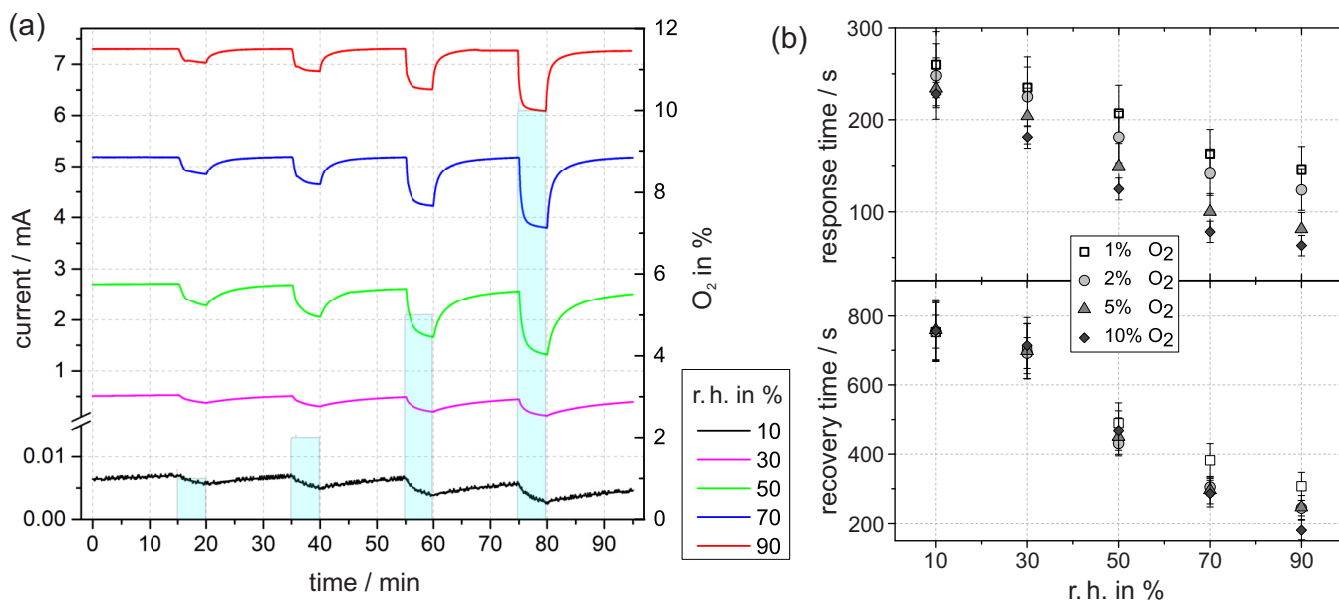 (a)
current / mA
7
6
5
4
3
2
1
0.01
0.00
0 10 20 30 40 50 60 70 80 90
time / min
12
10
8
6
4
2
0
O2 in %
r. h. in %
10
30
50
70
90
(b)
response time / s
300
200
100
1% O2
2% O2
5% O2
10% O2
recovery time / s
800
600
400
200
10 30 50 70 90
r. h. in %